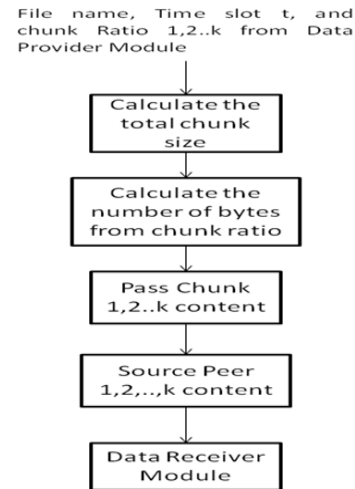 File name, Time slot t, and
chunk Ratio 1,2..k from Data
Provider Module
Calculate the
total chunk
size
Calculate the
number of bytes
from chunk ratio
Pass Chunk
1,2..k content
Source Peer
1,2,..,k content
Data Receiver
Module